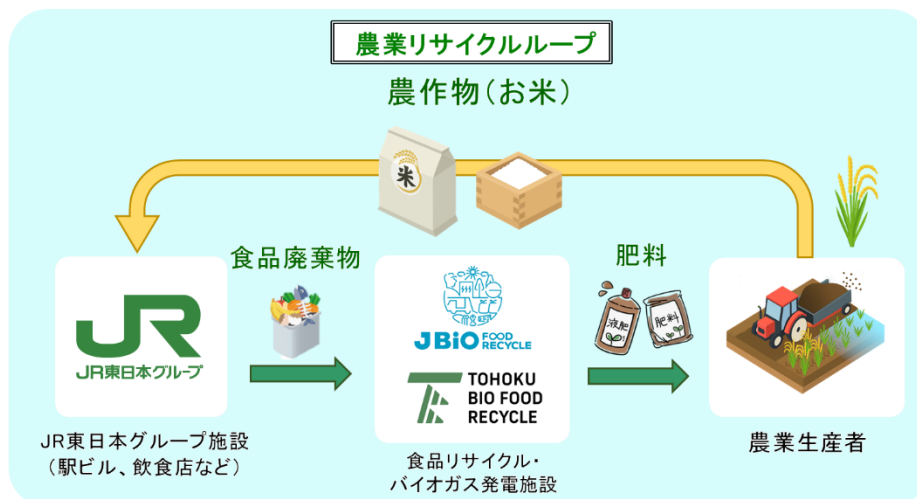 農業リサイクルループ
農作物(お米)
米
食品廃棄物
肥料
液肥
肥料
JR
JR東日本グループ
JBiO FOOD RECYCLE
TOHOKU
BIO FOOD
RECYCLE
JR東日本グループ施設
(駅ビル、飲食店など)
食品リサイクル・
バイオガス発電施設
農業生産者